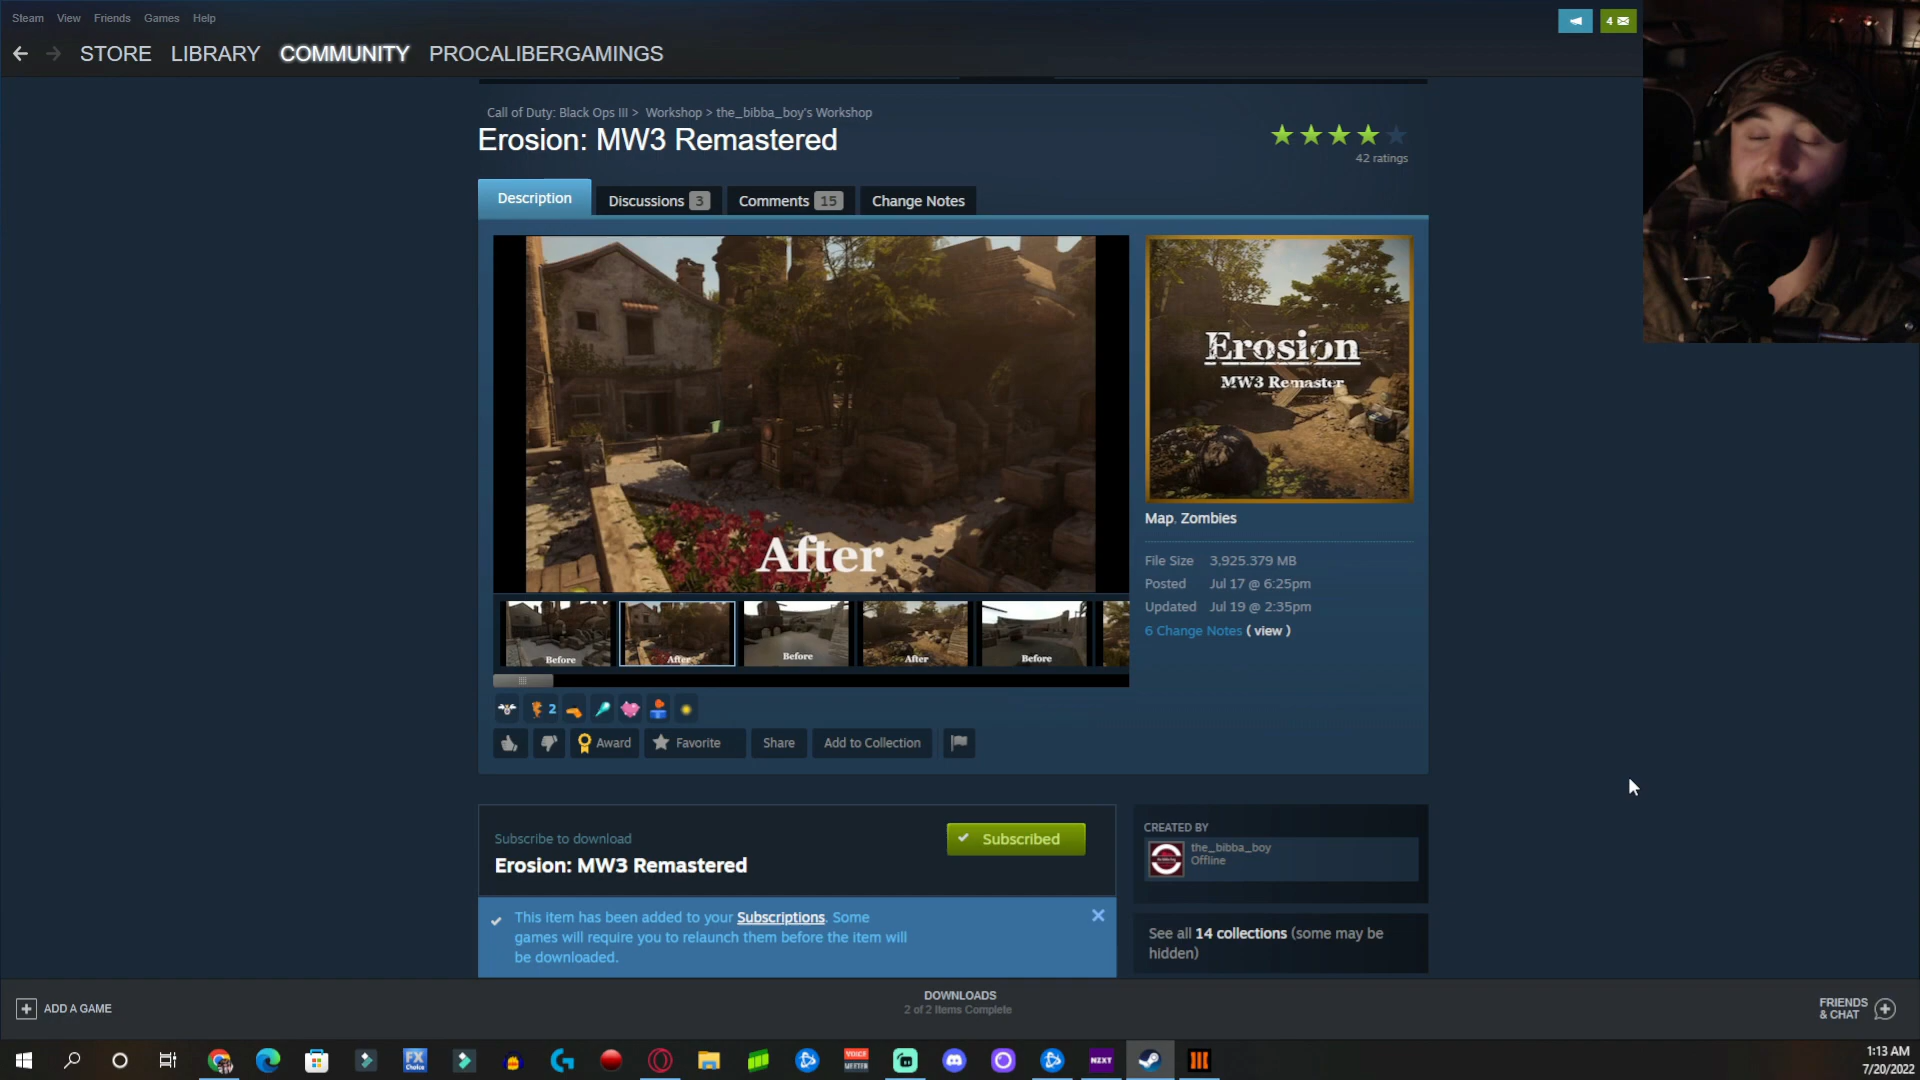 Steam View Friends Games Help
4
STORE LIBRARY COMMUNITY PROCALIBERGAMINGS
Call of Duty: Black Ops III > Workshop > the_bibba_boy's Workshop
Erosion: MW3 Remastered
42 ratings
Description Discussions 3 Comments 15 Change Notes
After
Before After Before After Before
Erosion
MW3 Remaster
Map, Zombies
File Size 3,925.379 MB
Posted Jul 17 @ 6:25pm
Updated Jul 19 @ 2:35pm
6 Change Notes ( view )
2
Award Favorite Share Add to Collection
Subscribe to download
Erosion: MW3 Remastered
Subscribed
This item has been added to your Subscriptions. Some
games will require you to relaunch them before the item will
be downloaded.
CREATED BY
the_bibba_boy
Offline
See all 14 collections (some may be
hidden)
ADD A GAME
DOWNLOADS
2 of 2 Items Complete
FRIENDS
& CHAT
FX
Choice
VOICE
MEETER
NZXT
1:13 AM
7/20/2022